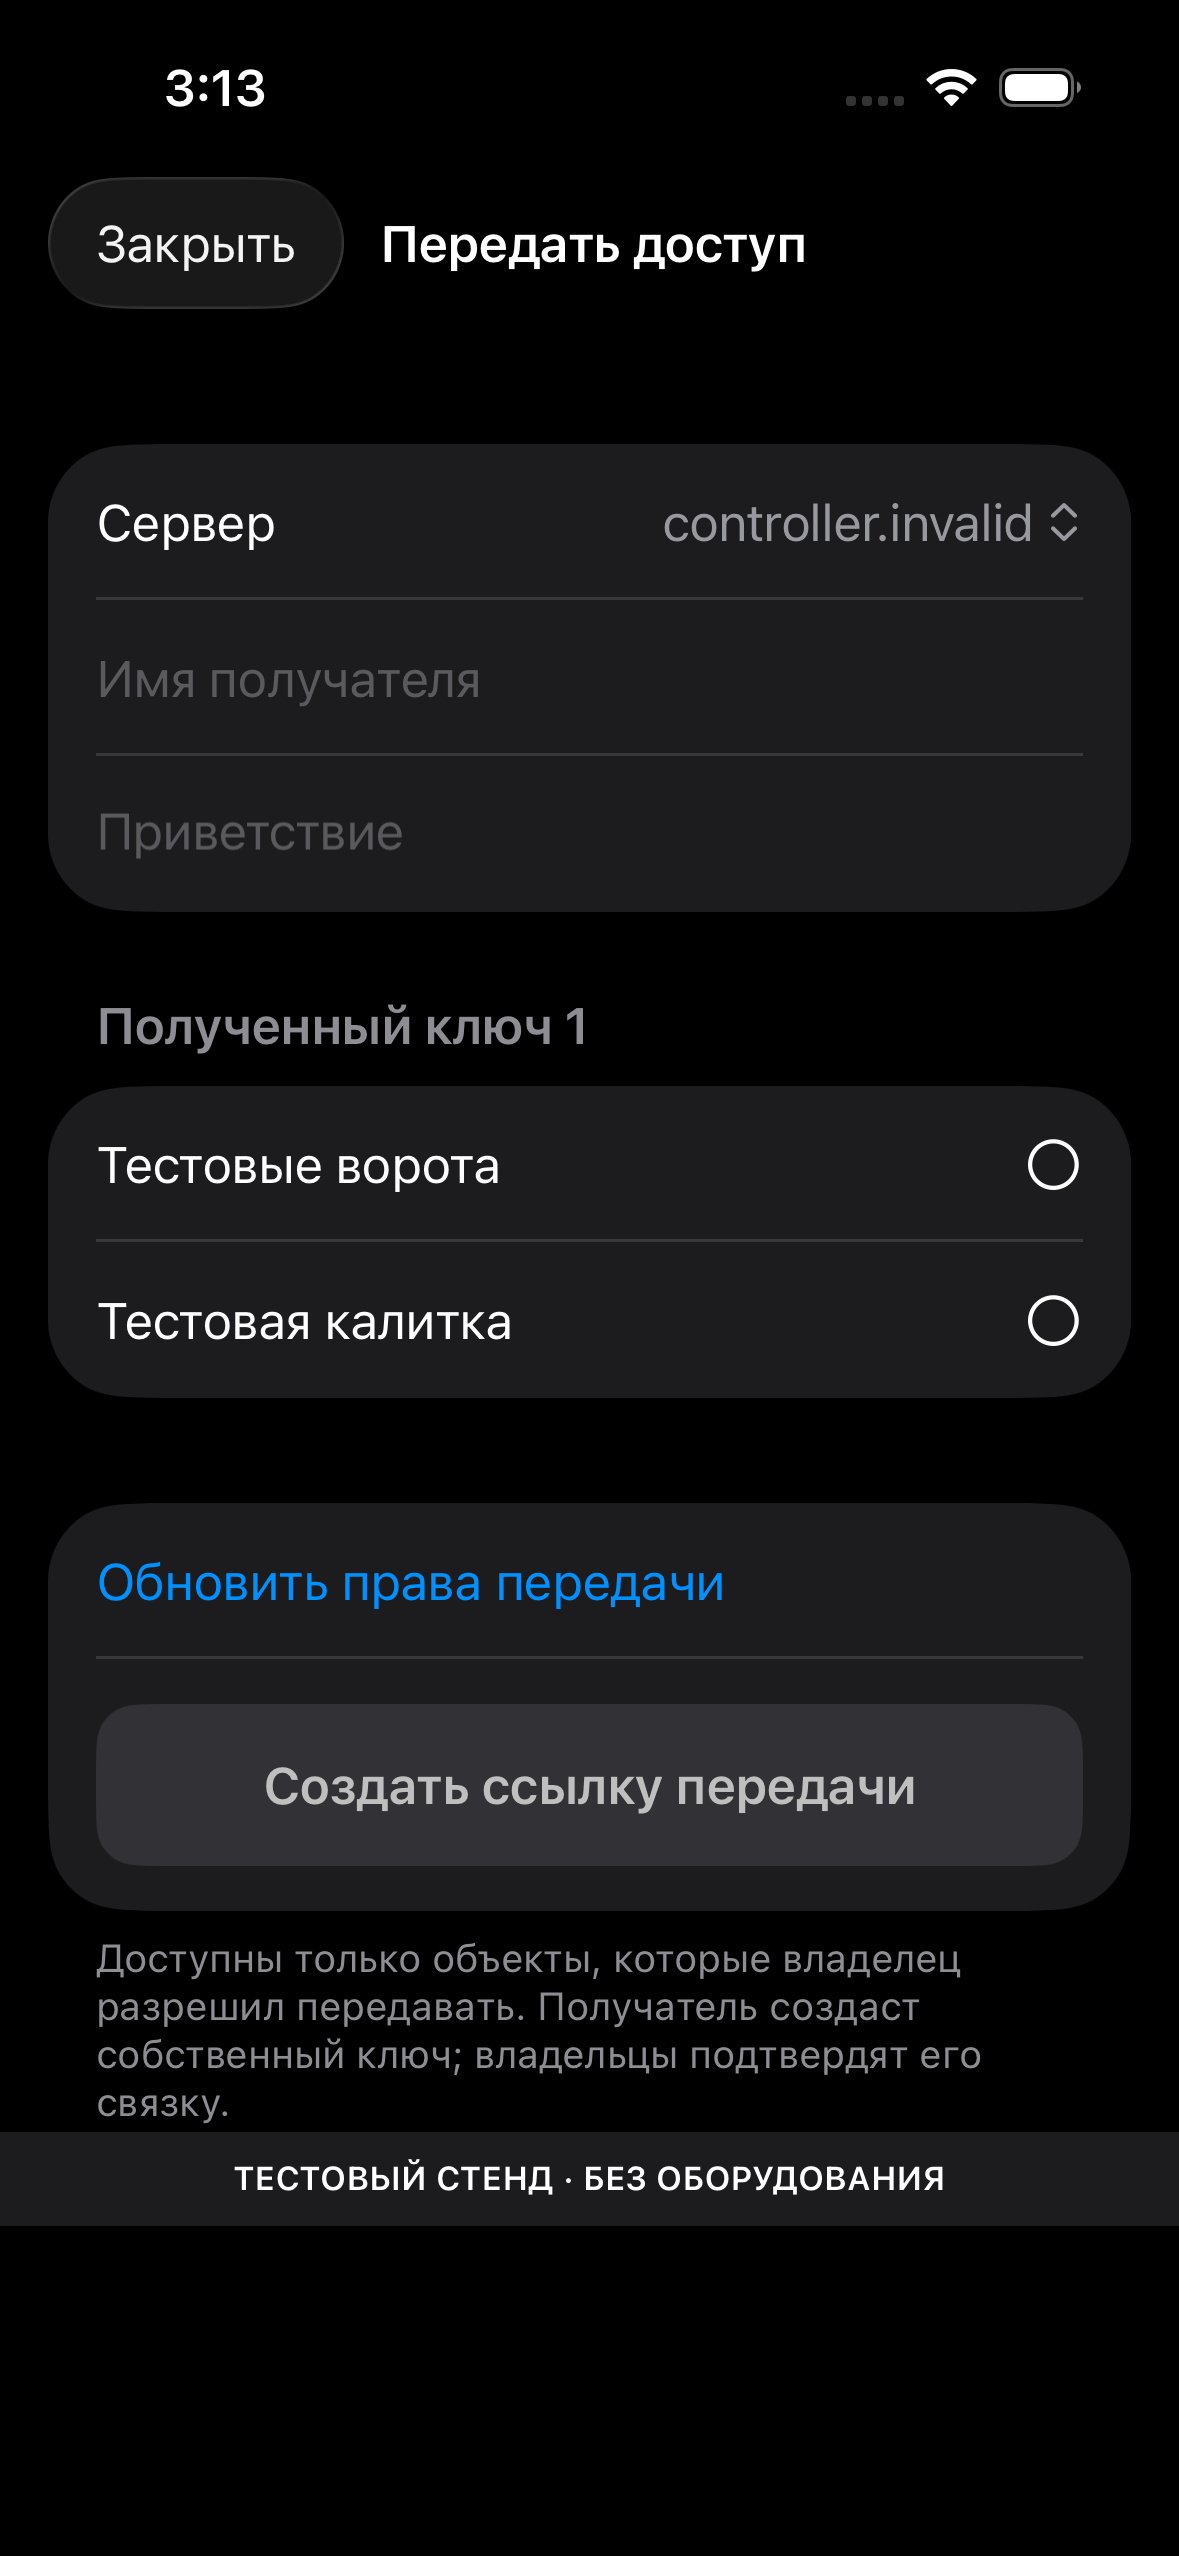 3:13
Закрыть
Передать доступ
Сервер
controller.invalid
Имя получателя
Приветствие
Полученный ключ 1
Тестовые ворота
Тестовая калитка
Обновить права передачи
Создать ссылку передачи
Доступны только объекты, которые владелец
разрешил передавать. Получатель создаст
собственный ключ; владельцы подтвердят его
связку.
ТЕСТОВЫЙ СТЕНД · БЕЗ ОБОРУДОВАНИЯ